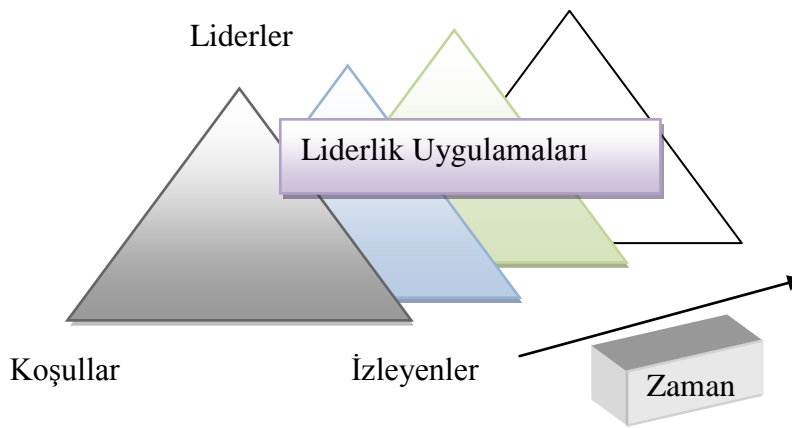 Liderler
Liderlik Uygulamaları
Koşullar
İzleyenler
Zaman